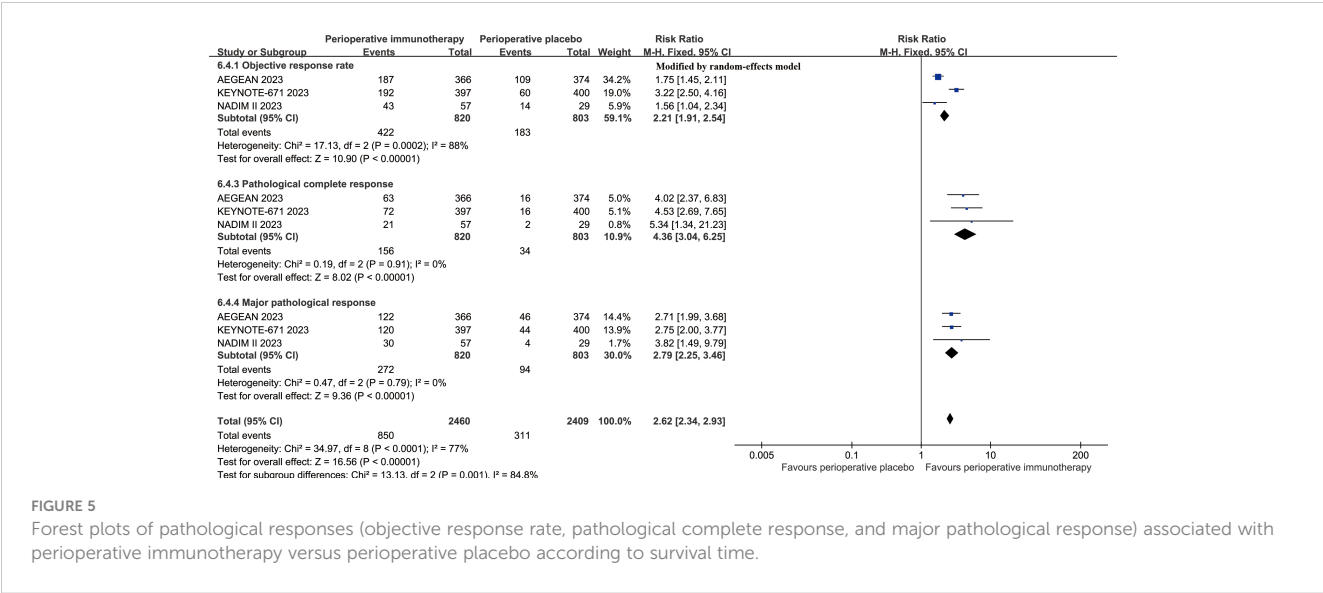 Perioperative immunotherapy Perioperative placebo Risk Ratio Risk Ratio
Study or Subgroup Events Total Events Total Weight M-H, Fixed, 95% CI M-H, Fixed, 95% CI
6.4.1 Objective response rate Modified by random-effects model
AEGEAN 2023 187 366 109 374 34.2% 1.75 [1.45, 2.11]
KEYNOTE-671 2023 192 397 60 400 19.0% 3.22 [2.50, 4.16]
NADIM II 2023 43 57 14 29 5.9% 1.56 [1.04, 2.34]
Subtotal (95% CI) 820 803 59.1% 2.21 [1.91, 2.54]
Total events 422 183
Heterogeneity: Chi² = 17.13, df = 2 (P = 0.0002); I² = 88%
Test for overall effect: Z = 10.90 (P < 0.00001)
6.4.3 Pathological complete response
AEGEAN 2023 63 366 16 374 5.0% 4.02 [2.37, 6.83]
KEYNOTE-671 2023 72 397 16 400 5.1% 4.53 [2.69, 7.65]
NADIM II 2023 21 57 2 29 0.8% 5.34 [1.34, 21.23]
Subtotal (95% CI) 820 803 10.9% 4.36 [3.04, 6.25]
Total events 156 34
Heterogeneity: Chi² = 0.19, df = 2 (P = 0.91); I² = 0%
Test for overall effect: Z = 8.02 (P < 0.00001)
6.4.4 Major pathological response
AEGEAN 2023 122 366 46 374 14.4% 2.71 [1.99, 3.68]
KEYNOTE-671 2023 120 397 44 400 13.9% 2.75 [2.00, 3.77]
NADIM II 2023 30 57 4 29 1.7% 3.82 [1.49, 9.79]
Subtotal (95% CI) 820 803 30.0% 2.79 [2.25, 3.46]
Total events 272 94
Heterogeneity: Chi² = 0.47, df = 2 (P = 0.79); I² = 0%
Test for overall effect: Z = 9.36 (P < 0.00001)
Total (95% CI) 2460 2409 100.0% 2.62 [2.34, 2.93]
Total events 850 311
Heterogeneity: Chi² = 34.97, df = 8 (P < 0.0001); I² = 77%
Test for overall effect: Z = 16.56 (P < 0.00001)
Test for subgroup differences: Chi² = 13.13, df = 2 (P = 0.001), I² = 84.8%
0.005 0.1 1 10 200
Favours perioperative placebo Favours perioperative immunotherapy
FIGURE 5
Forest plots of pathological responses (objective response rate, pathological complete response, and major pathological response) associated with
perioperative immunotherapy versus perioperative placebo according to survival time.